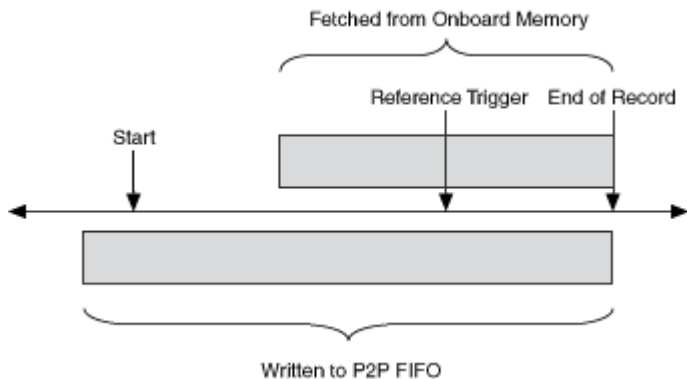 Fetched from Onboard Memory
Reference Trigger
End of Record
Start
Written to P2P FIFO